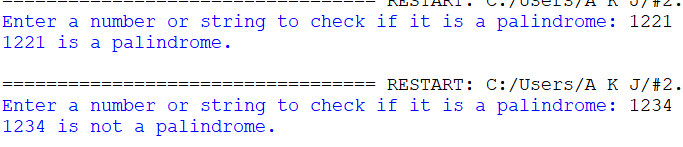 ================================== RESTART: C:/Users/A K J/#2.
Enter a number or string to check if it is a palindrome: 1221
1221 is a palindrome.
================================== RESTART: C:/Users/A K J/#2.
Enter a number or string to check if it is a palindrome: 1234
1234 is not a palindrome.